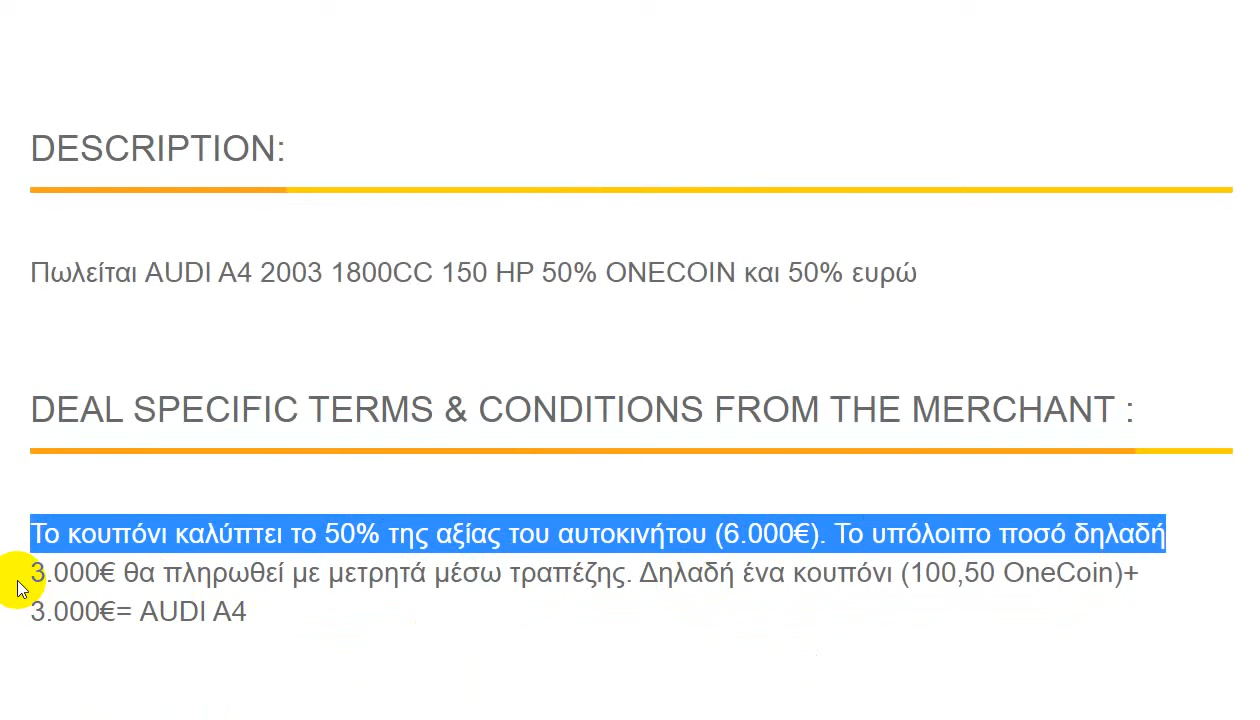 DESCRIPTION:
Πωλείται AUDI A4 2003 1800CC 150 HP 50% ONECOIN και 50% ευρώ
DEAL SPECIFIC TERMS & CONDITIONS FROM THE MERCHANT :
Το κουπόνι καλύπτει το 50% της αξίας του αυτοκινήτου (6.000€). Το υπόλοιπο ποσό δηλαδή
3.000€ θα πληρωθεί με μετρητά μέσω τραπέζης. Δηλαδή ένα κουπόνι (100,50 OneCoin)+
3.000€= AUDI A4